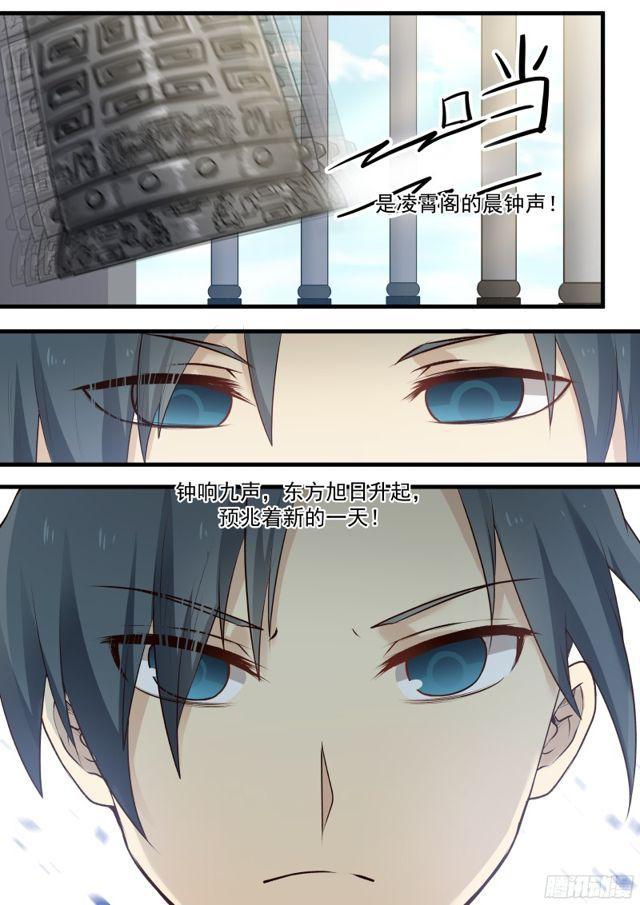 当
是凌霄阁的晨钟声！
钟响九声，东方旭日升起，
预兆着新的一天！
腾讯动漫